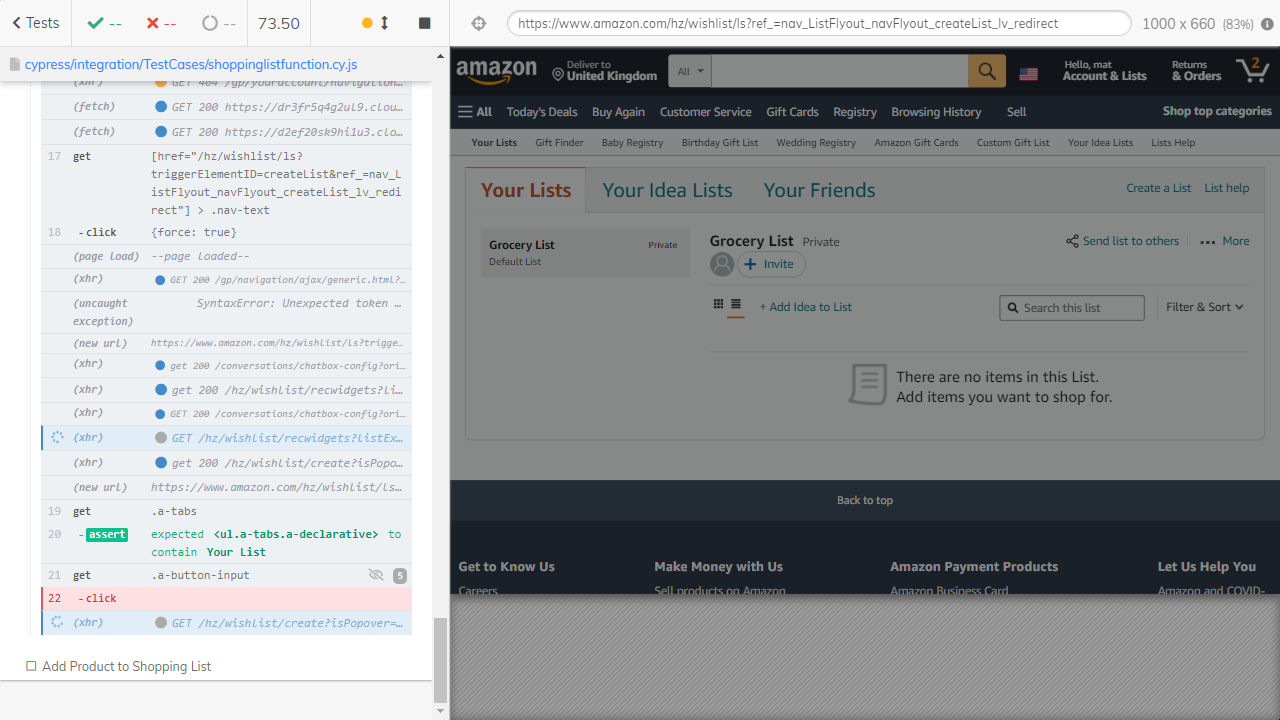 Tests
--
--
--
73.50
https://www.amazon.com/hz/wishlist/ls?ref_=nav_ListFlyout_navFlyout_createList_lv_redirect
1000 x 660 (83%)
cypress/integration/TestCases/shoppinglistfunction.cy.js
(xhr) GET 404 /gp/youraccount/navigation…
(fetch) GET 200 https://dr3fr5q4g2ul9.clou…
(fetch) GET 200 https://d2ef20sk9hi1u3.clo…
17 get [href="/hz/wishlist/ls?
triggerElementID=createList&ref_=nav_L
istFlyout_navFlyout_createList_lv_redi
rect"] > .nav-text
18 -click {force: true}
(page load) --page loaded--
(xhr) GET 200 /gp/navigation/ajax/generic.html?…
(uncaught exception) SyntaxError: Unexpected token …
(new url) https://www.amazon.com/hz/wishlist/ls?trigge…
(xhr) get 200 /conversations/chatbox-config?ori…
(xhr) get 200 /hz/wishlist/recwidgets?li…
(xhr) GET 200 /conversations/chatbox-config?ori…
(xhr) GET /hz/wishlist/recwidgets?listEx…
(xhr) get 200 /hz/wishlist/create?isPopo…
(new url) https://www.amazon.com/hz/wishlist/ls…
19 get .a-tabs
20 -assert expected <ul.a-tabs.a-declarative> to
contain Your List
21 get .a-button-input 5
22 -click
(xhr) GET /hz/wishlist/create?isPopover=…
Add Product to Shopping List
amazon
Deliver to
United Kingdom
All
Hello, mat
Account & Lists
Returns
& Orders
2
All Today's Deals Buy Again Customer Service Gift Cards Registry Browsing History Sell Shop top categories
Your Lists Gift Finder Baby Registry Birthday Gift List Wedding Registry Amazon Gift Cards Custom Gift List Your Idea Lists Lists Help
Your Lists Your Idea Lists Your Friends Create a List List help
Grocery List Private
Default List
Grocery List Private Send list to others More
Invite
+ Add Idea to List Search this list Filter & Sort
There are no items in this List.
Add items you want to shop for.
Back to top
Get to Know Us Make Money with Us Amazon Payment Products Let Us Help You
Careers Sell products on Amazon Amazon Business Card Amazon and COVID-